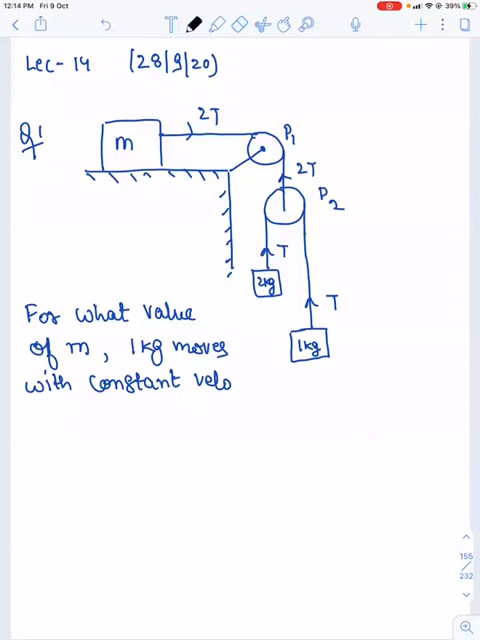 12:14 PM Fri 9 Oct
39%
Lec-14 (28/9/20)
Q1
m
2T
P1
2T
P2
T
2kg
T
1kg
For what value
of m, 1kg moves
with constant velo
155
/
232